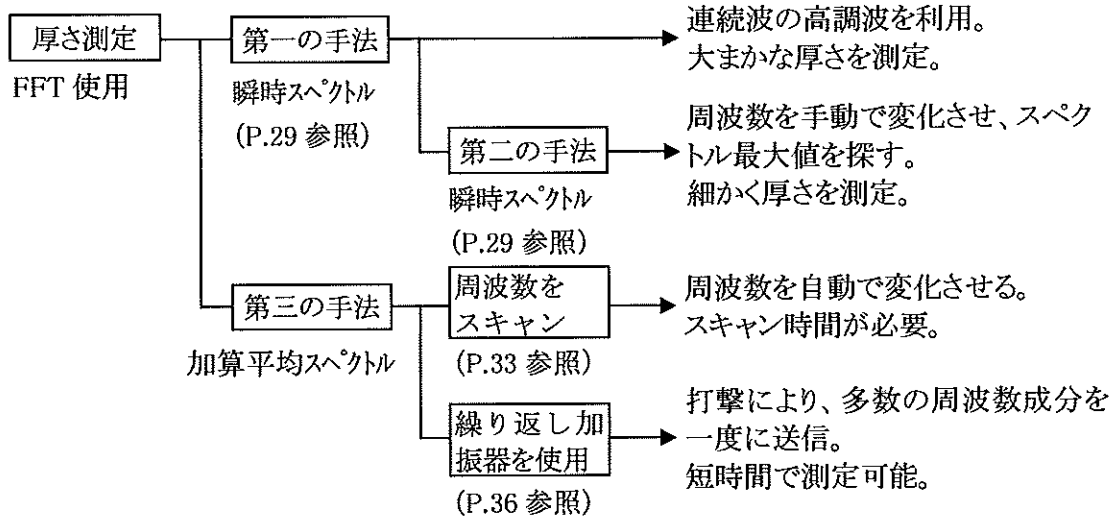 厚さ測定
FFT 使用
第一の手法
瞬時スペクトル
(P.29 参照)
連続波の高調波を利用。
大まかな厚さを測定。
第二の手法
瞬時スペクトル
(P.29 参照)
周波数を手動で変化させ、スペク
トル最大値を探す。
細かく厚さを測定。
第三の手法
加算平均スペクトル
周波数を
スキャン
(P.33 参照)
周波数を自動で変化させる。
スキャン時間が必要。
繰り返し加
振器を使用
(P.36 参照)
打撃により、多数の周波数成分を
一度に送信。
短時間で測定可能。